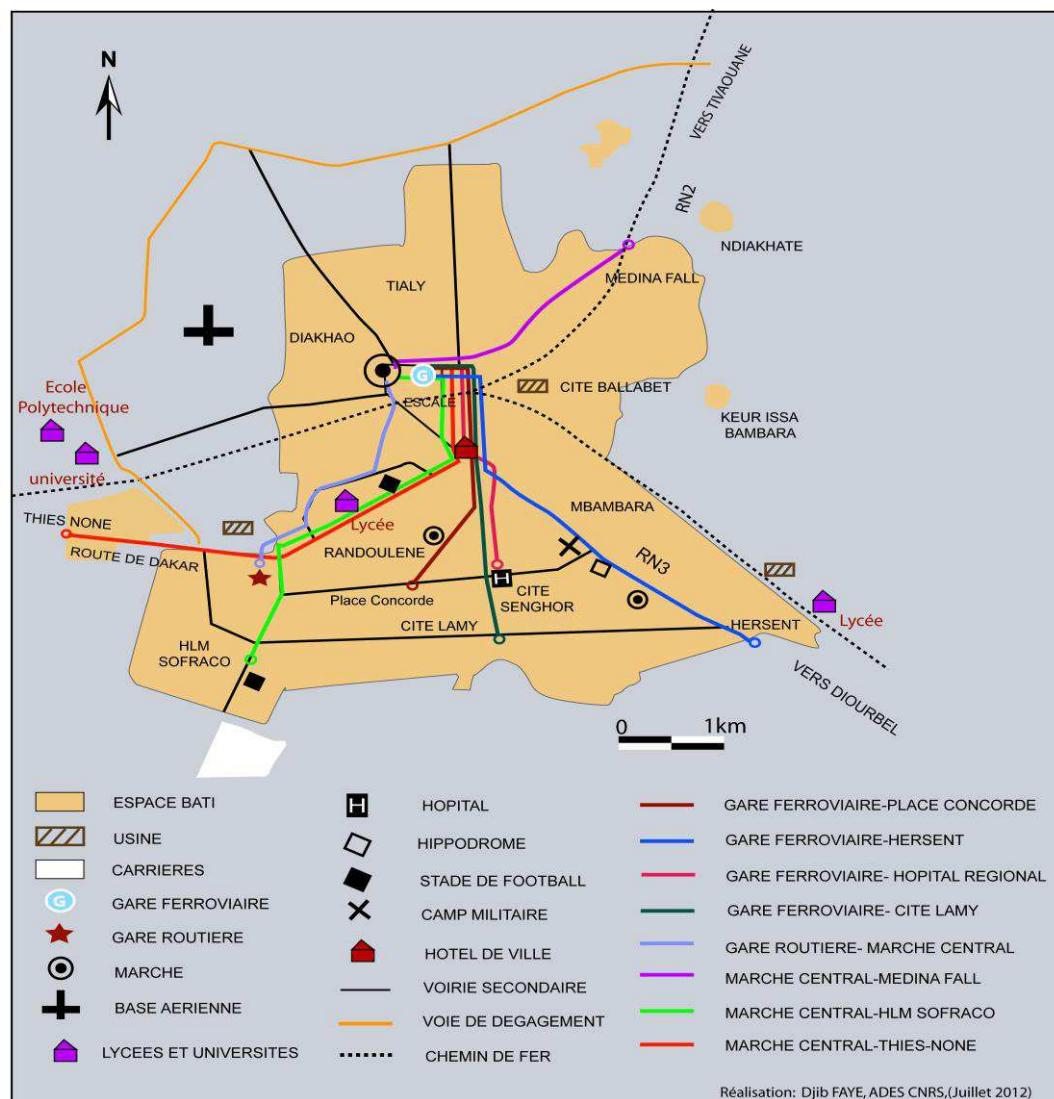 N
VERS TIVAOUANE
RN2
NDIAKHATE
MEDINA FALL
TIALY
DIAKHAO
G
ESCALE
CITE BALLABET
KEUR ISSA
BAMBARA
Ecole
Polytechnique
université
THIES NONE
ROUTE DE DAKAR
Lycée
RANDOULENE
MBAMBARA
RN3
Place Concorde
H
CITE
SENGHOR
CITE LAMY
HERSENT
Lycée
HLM
SOFRACO
VERS DIOURBEL
0 1km
ESPACE BATI
USINE
CARRIERES
G GARE FERROVIAIRE
GARE ROUTIERE
MARCHE
BASE AERIENNE
LYCEES ET UNIVERSITES
H HOPITAL
HIPPODROME
STADE DE FOOTBALL
CAMP MILITAIRE
HOTEL DE VILLE
VOIRIE SECONDAIRE
VOIE DE DEGAGEMENT
CHEMIN DE FER
GARE FERROVIAIRE-PLACE CONCORDE
GARE FERROVIAIRE-HERSENT
GARE FERROVIAIRE- HOPITAL REGIONAL
GARE FERROVIAIRE- CITE LAMY
GARE ROUTIERE- MARCHE CENTRAL
MARCHE CENTRAL-MEDINA FALL
MARCHE CENTRAL-HLM SOFRACO
MARCHE CENTRAL-THIES-NONE
Réalisation: Djib FAYE, ADES CNRS,(Juillet 2012)